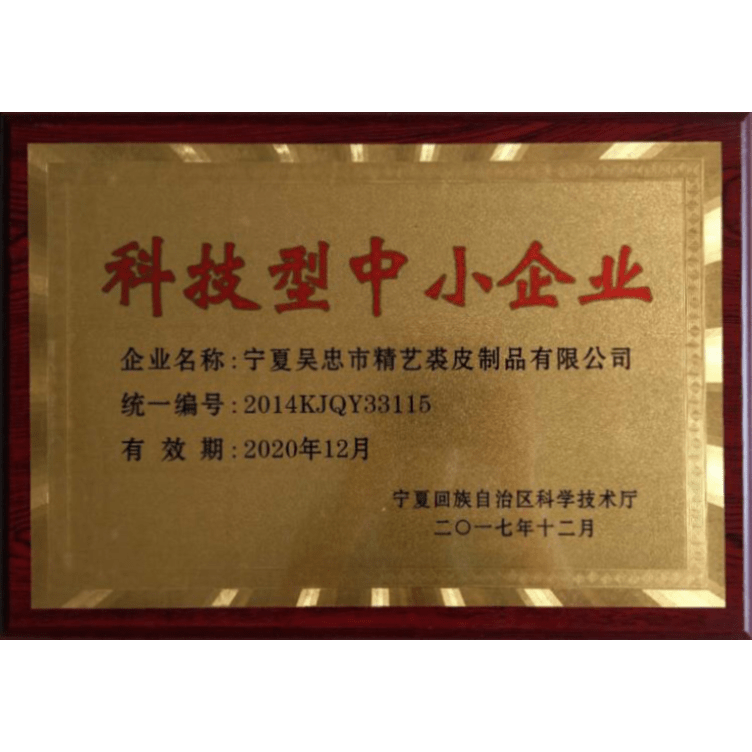 科技型中小企业
企业名称:宁夏吴忠市精艺裘皮制品有限公司
统一编号:2014KJQY33115
有 效 期:2020年12月
宁夏回族自治区科学技术厅
二〇一七年十二月